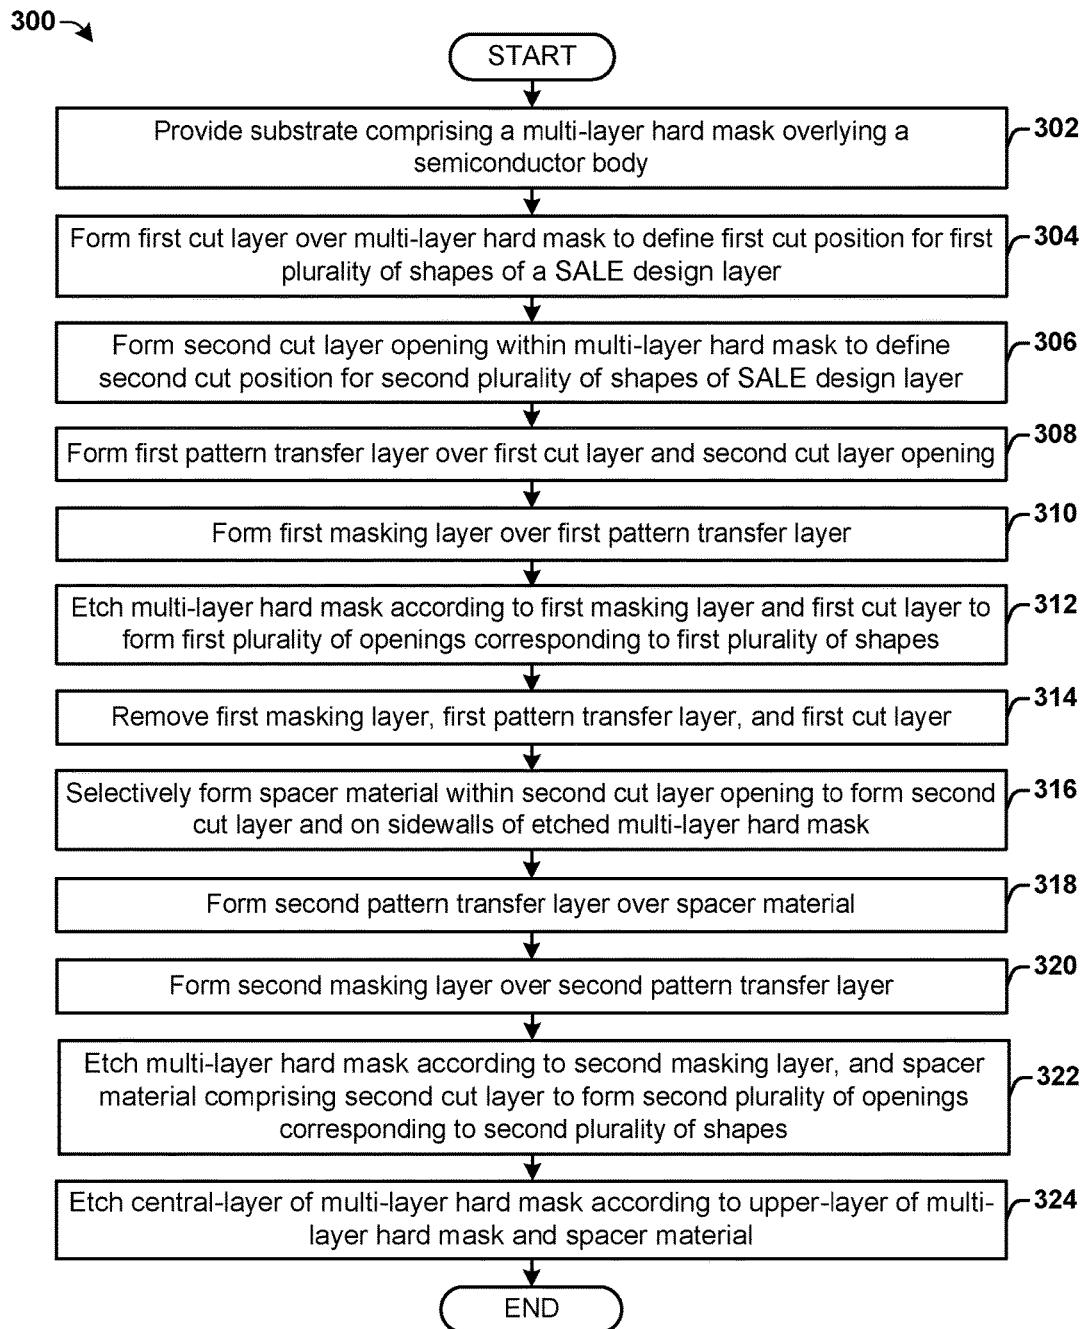 300
START
Provide substrate comprising a multi-layer hard mask overlying a
semiconductor body
302
Form first cut layer over multi-layer hard mask to define first cut position for first
plurality of shapes of a SALE design layer
304
Form second cut layer opening within multi-layer hard mask to define
second cut position for second plurality of shapes of SALE design layer
306
Form first pattern transfer layer over first cut layer and second cut layer opening
308
Form first masking layer over first pattern transfer layer
310
Etch multi-layer hard mask according to first masking layer and first cut layer to
form first plurality of openings corresponding to first plurality of shapes
312
Remove first masking layer, first pattern transfer layer, and first cut layer
314
Selectively form spacer material within second cut layer opening to form second
cut layer and on sidewalls of etched multi-layer hard mask
316
Form second pattern transfer layer over spacer material
318
Form second masking layer over second pattern transfer layer
320
Etch multi-layer hard mask according to second masking layer, and spacer
material comprising second cut layer to form second plurality of openings
corresponding to second plurality of shapes
322
Etch central-layer of multi-layer hard mask according to upper-layer of multi-
layer hard mask and spacer material
324
END